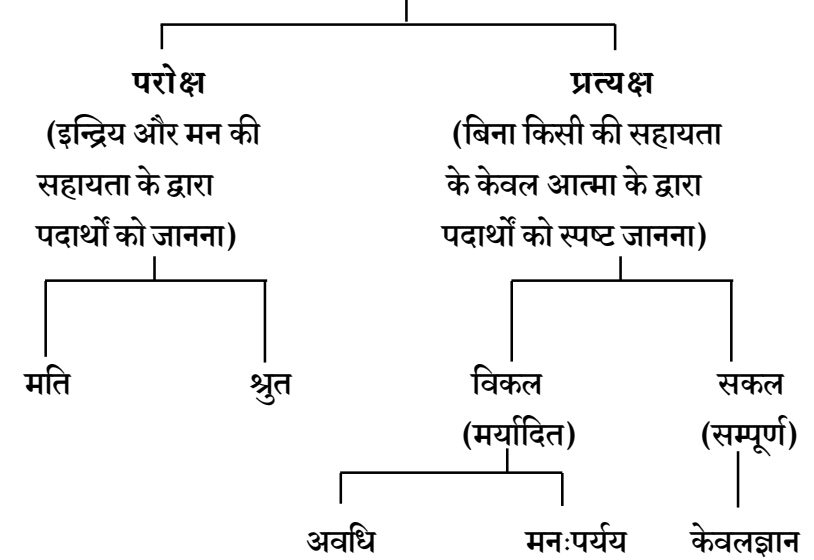 परोक्ष
(इन्द्रिय और मन की
सहायता के द्वारा
पदार्थों को जानना)
प्रत्यक्ष
(बिना किसी की सहायता
के केवल आत्मा के द्वारा
पदार्थों को स्पष्ट जानना)
मति
श्रुत
विकल
(मर्यादित)
सकल
(सम्पूर्ण)
अवधि
मनःपर्यय
केवलज्ञान